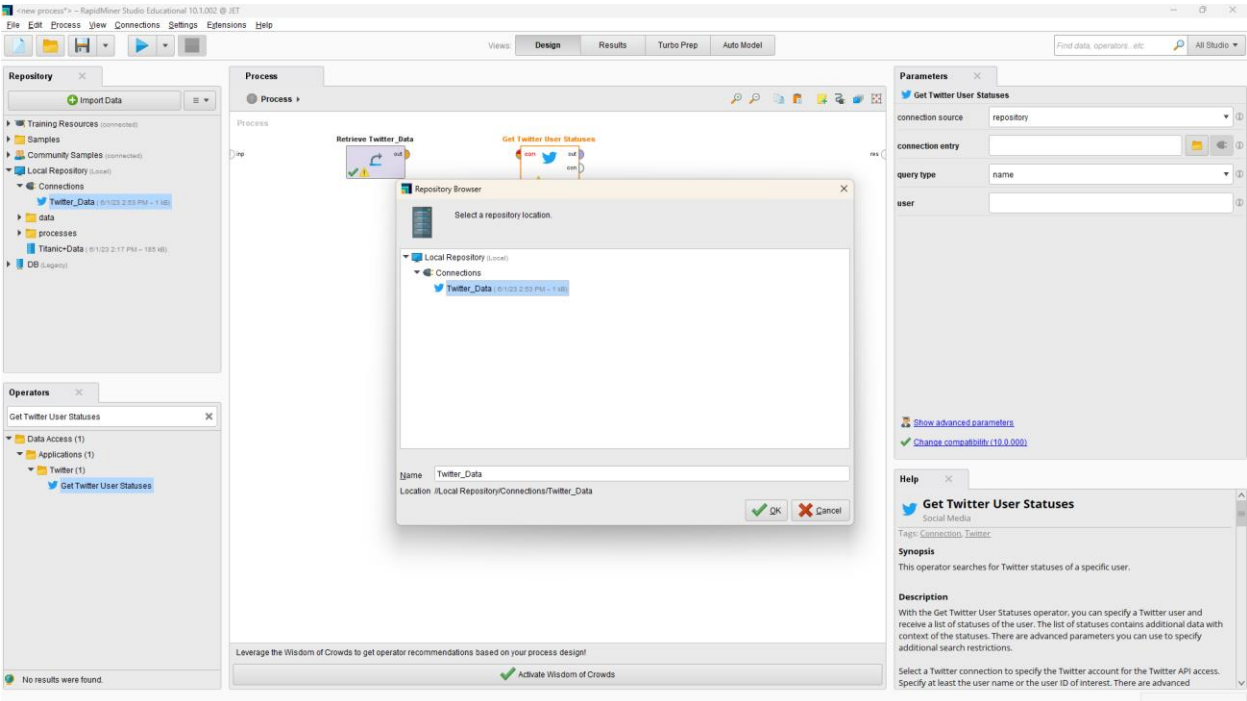 <new process*> – RapidMiner Studio Educational 10.1.002 @ JET
File Edit Process View Connections Settings Extensions Help
Views: Design Results Turbo Prep Auto Model
Find data, operators...etc All Studio ▼
Repository
Import Data
Training Resources (connected)
Samples
Community Samples (connected)
Local Repository (Local)
Connections
Twitter_Data (6/1/23 2:53 PM – 1 kB)
data
processes
Titanic+Data (6/1/23 2:17 PM – 185 kB)
DB (Legacy)
Operators
Get Twitter User Statuses
Data Access (1)
Applications (1)
Twitter (1)
Get Twitter User Statuses
No results were found.
Process
Process
Process
inp
Retrieve Twitter_Data
out
Get Twitter User Statuses
con
out
con
res
Repository Browser
Select a repository location.
Local Repository (Local)
Connections
Twitter_Data (6/1/23 2:53 PM – 1 kB)
Name Twitter_Data
Location //Local Repository/Connections/Twitter_Data
OK Cancel
Leverage the Wisdom of Crowds to get operator recommendations based on your process design!
Activate Wisdom of Crowds
Parameters
Get Twitter User Statuses
connection source repository
connection entry
query type name
user
Show advanced parameters
Change compatibility (10.0.000)
Help
Get Twitter User Statuses
Social Media
Tags: Connection, Twitter
Synopsis
This operator searches for Twitter statuses of a specific user.
Description
With the Get Twitter User Statuses operator, you can specify a Twitter user and
receive a list of statuses of the user. The list of statuses contains additional data with
context of the statuses. There are advanced parameters you can use to specify
additional search restrictions.
Select a Twitter connection to specify the Twitter account for the Twitter API access.
Specify at least the user name or the user ID of interest. There are advanced